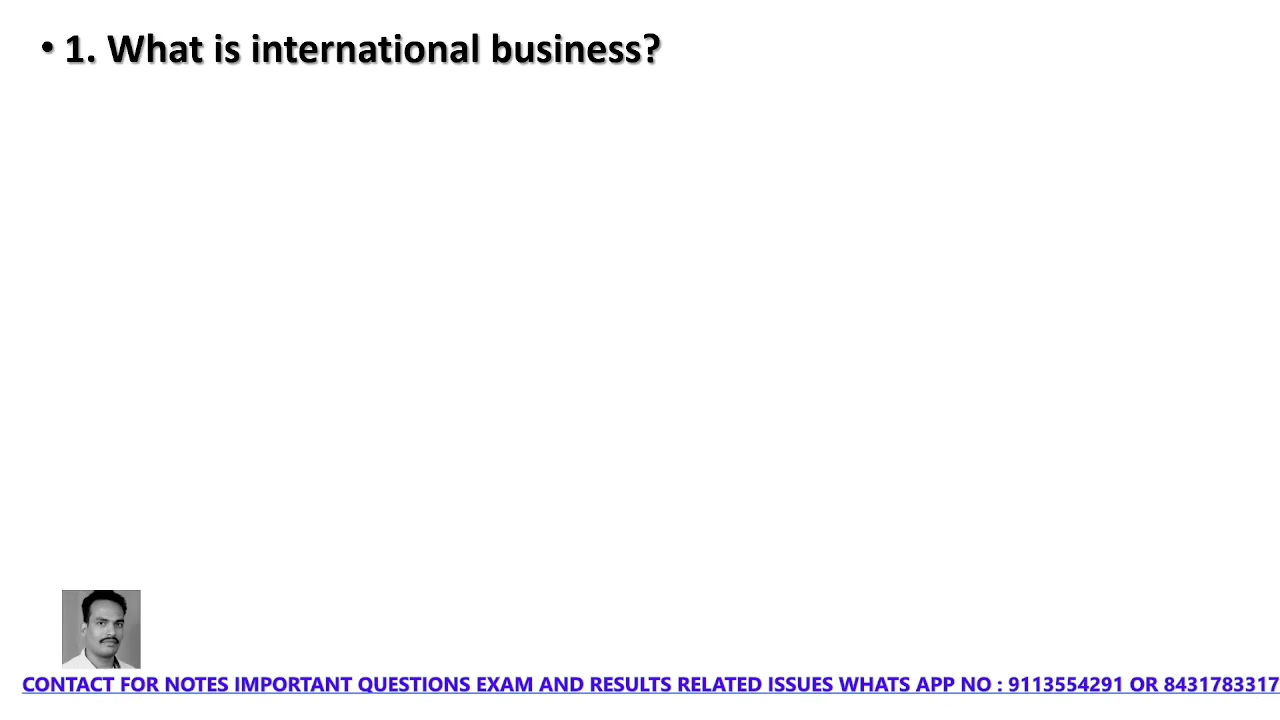 • 1. What is international business?
CONTACT FOR NOTES IMPORTANT QUESTIONS EXAM AND RESULTS RELATED ISSUES WHATS APP NO : 9113554291 OR 8431783317